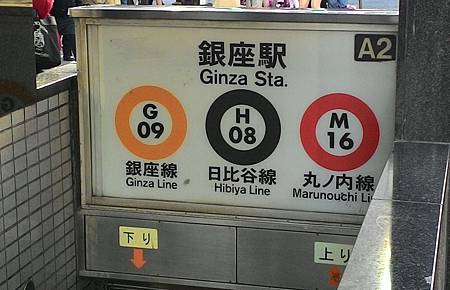 銀座駅
Ginza Sta.
A2
G
09
銀座線
Ginza Line
H
08
日比谷線
Hibiya Line
M
16
丸ノ内線
Marunouchi
下り
上り